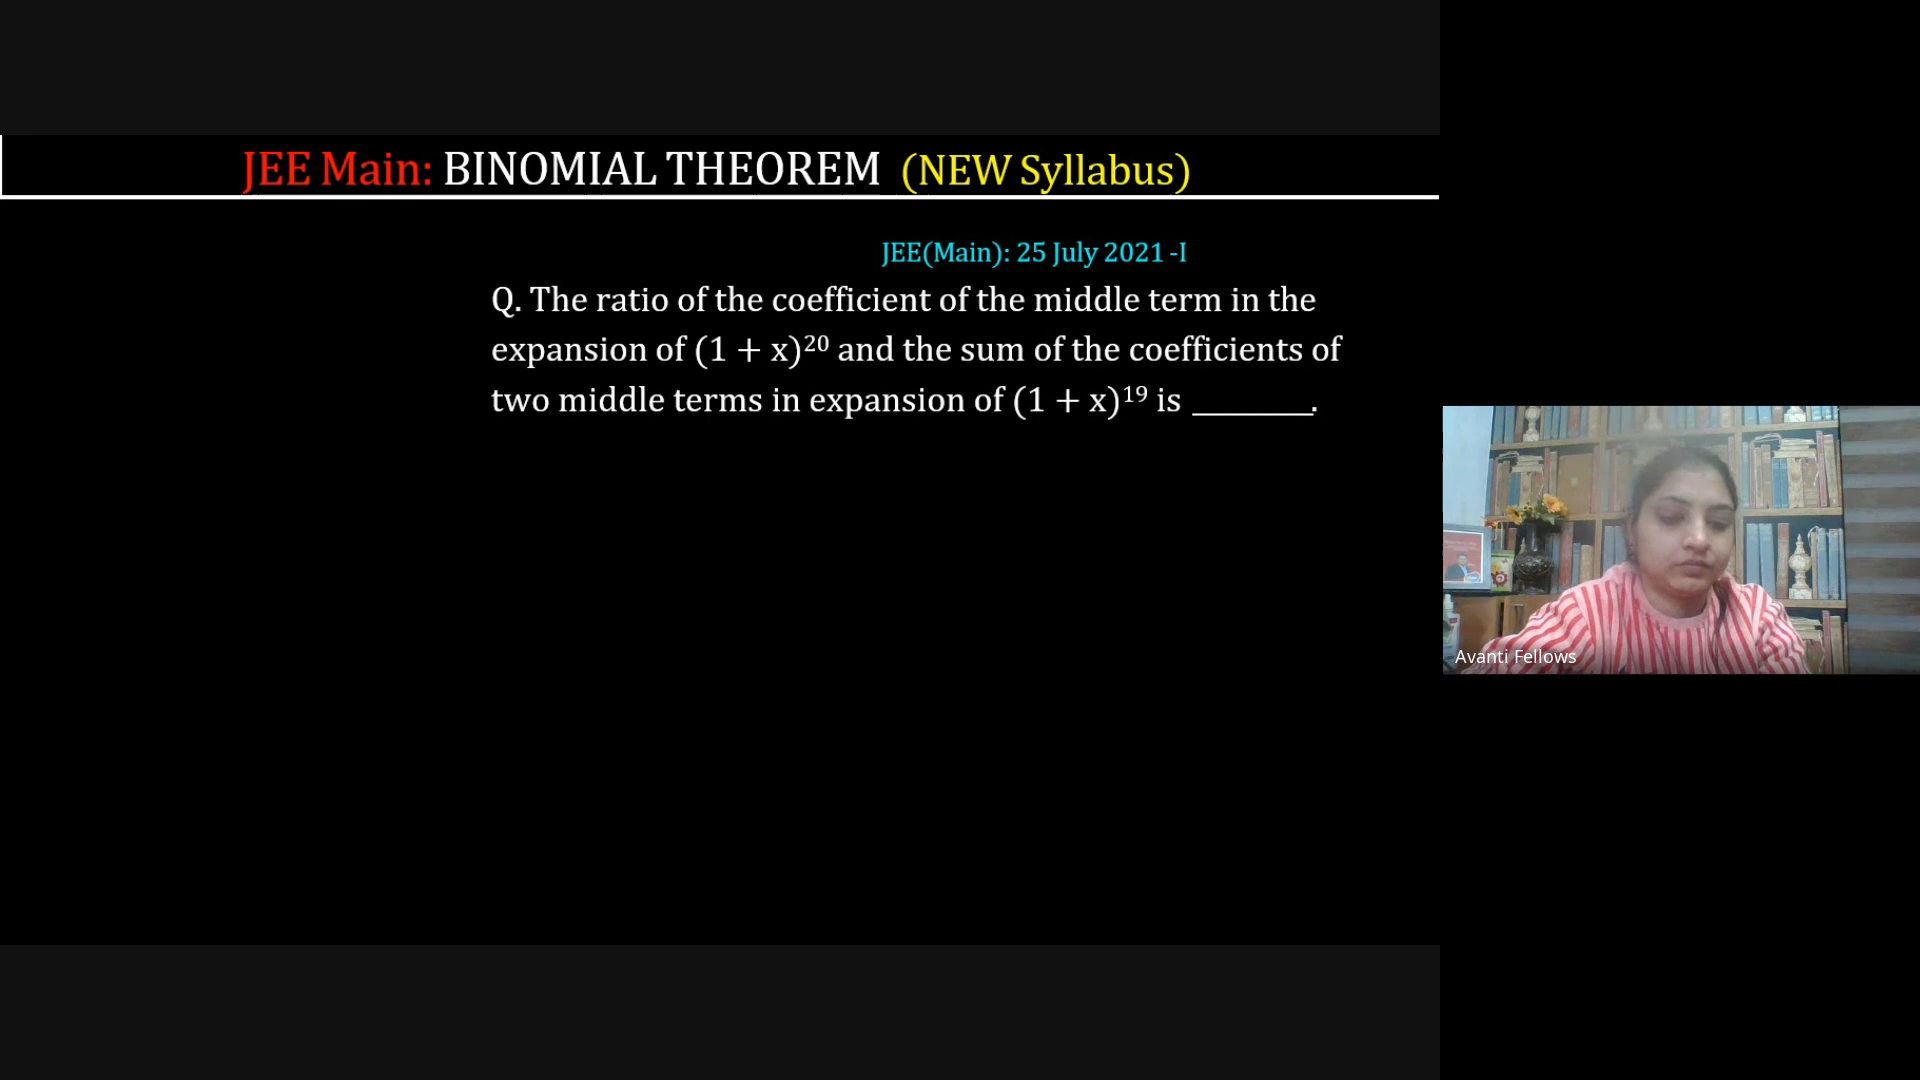 JEE Main: BINOMIAL THEOREM (NEW Syllabus)
JEE(Main): 25 July 2021 -I
Q. The ratio of the coefficient of the middle term in the
expansion of (1 + x)²⁰ and the sum of the coefficients of
two middle terms in expansion of (1 + x)¹⁹ is ________.
Avanti Fellows